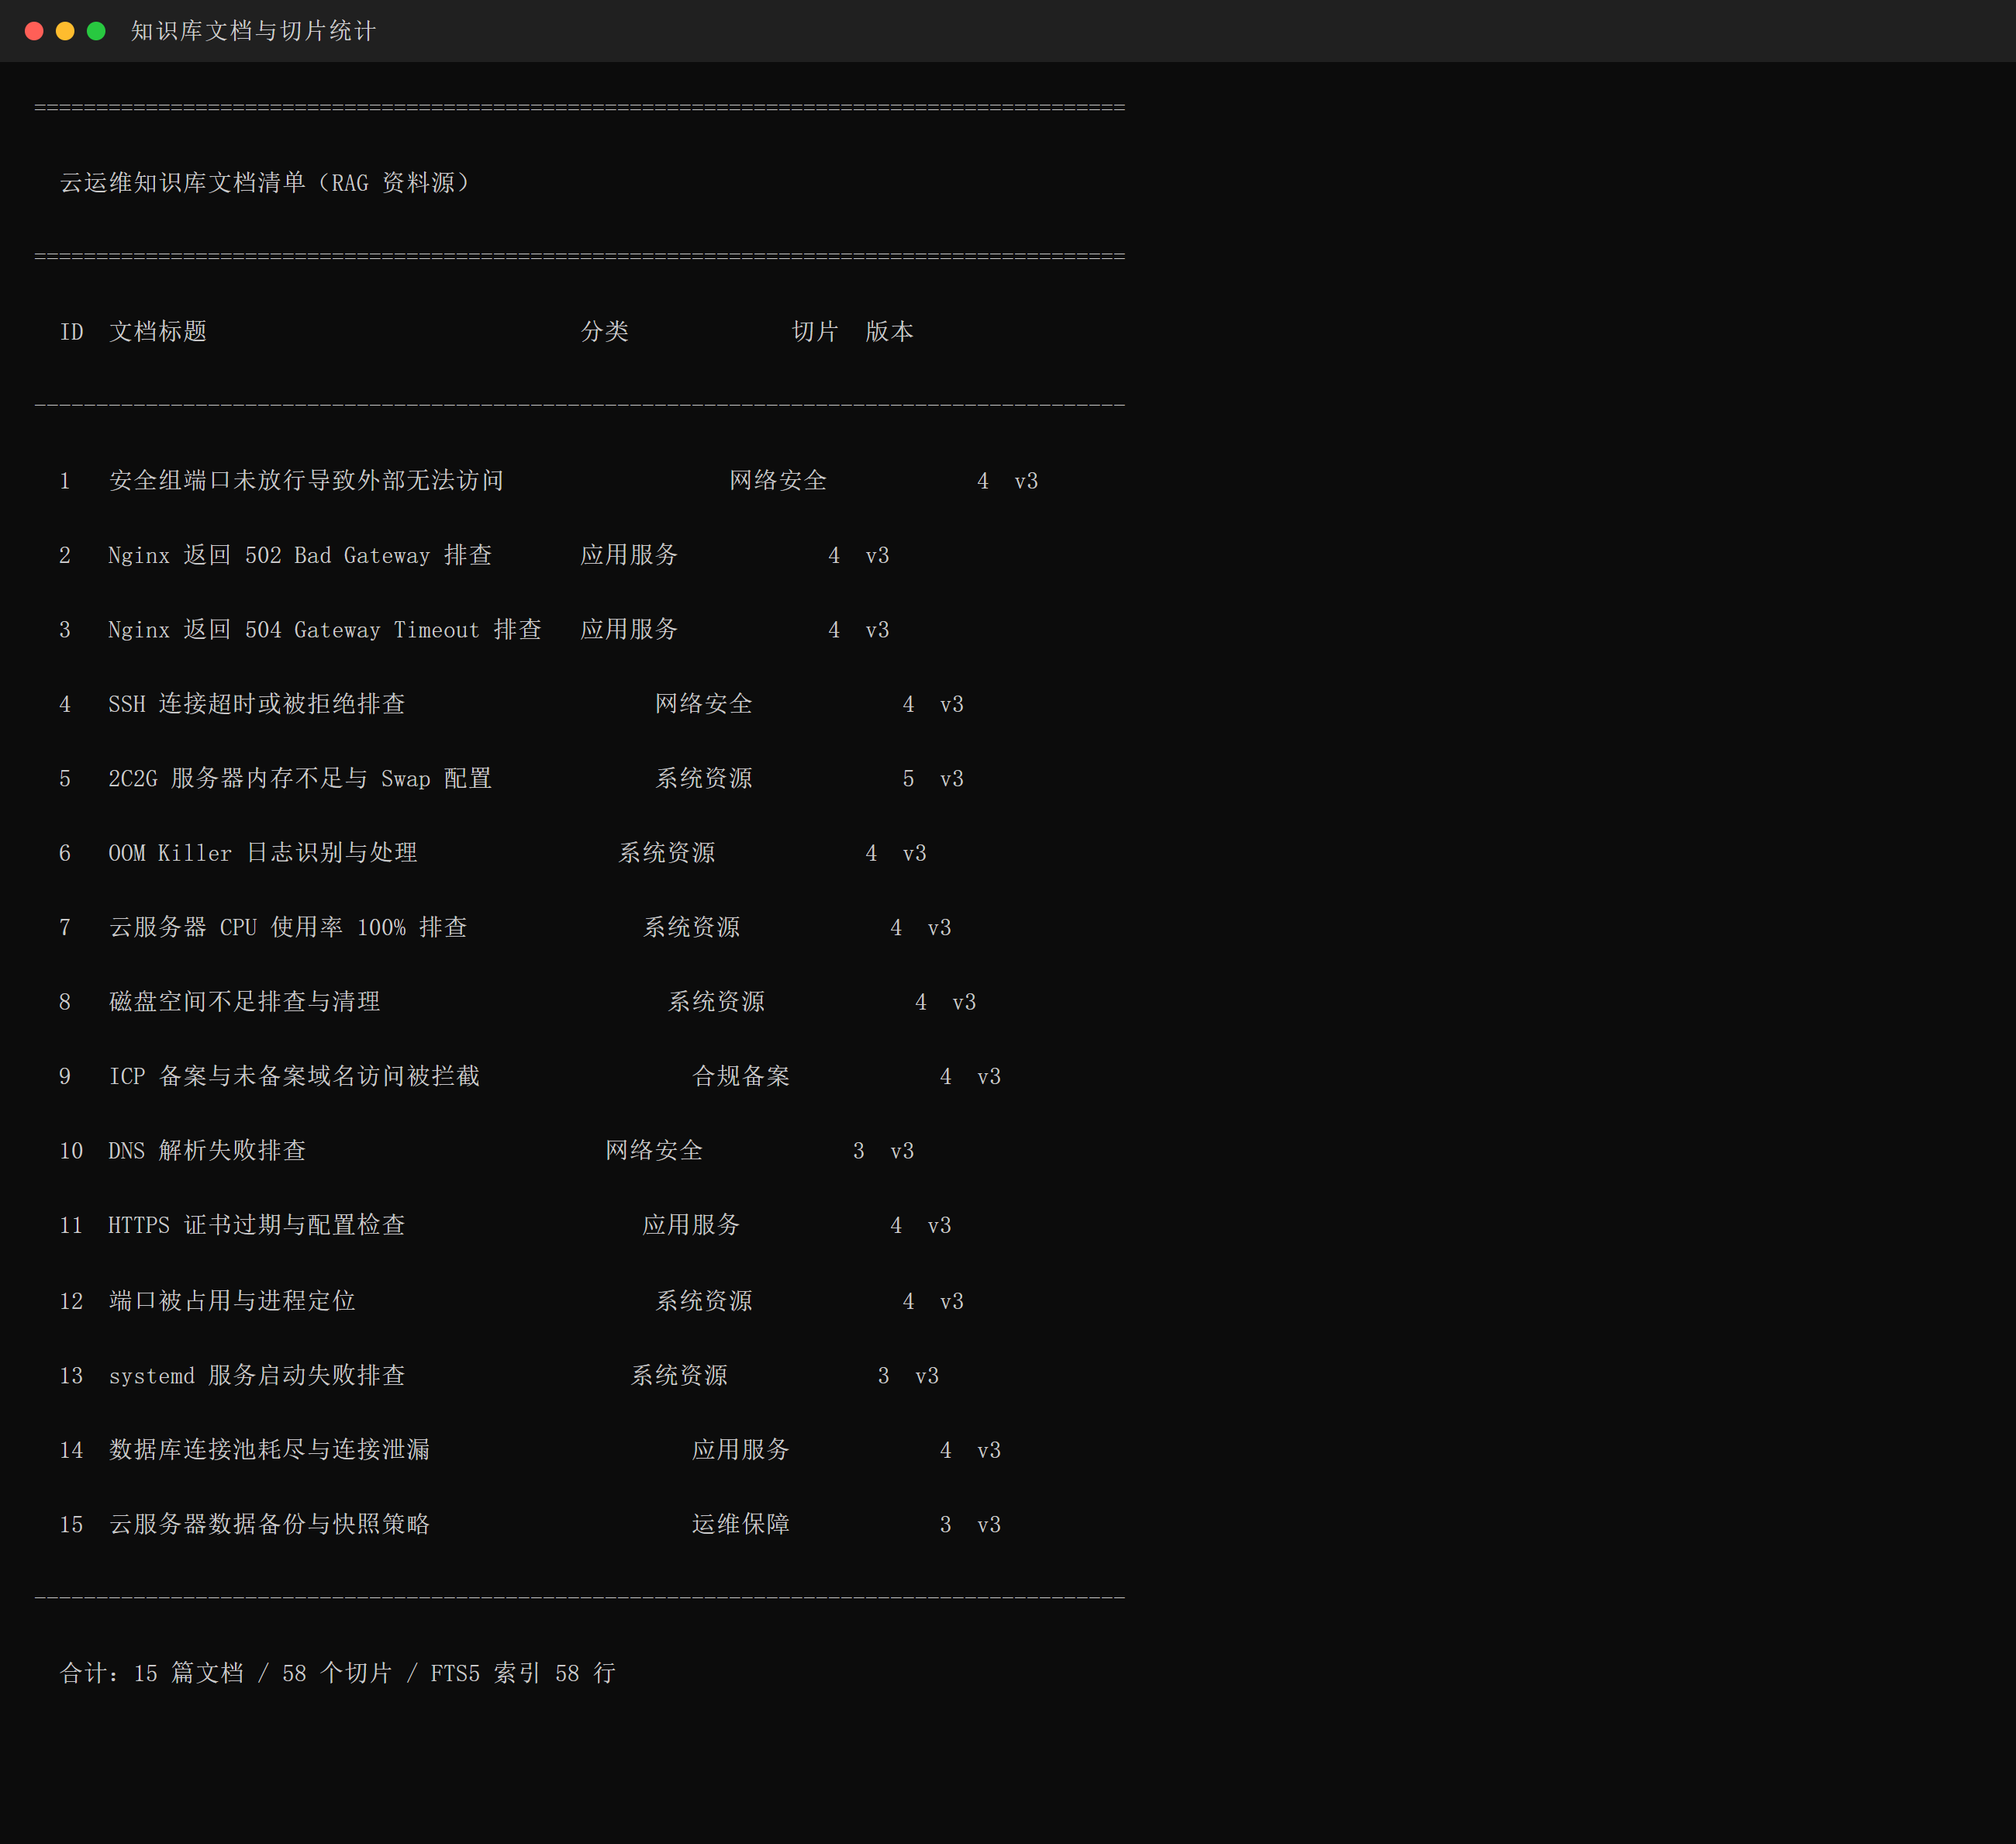 知识库文档与切片统计
========================================================================================
云运维知识库文档清单（RAG 资料源）
========================================================================================
ID  文档标题                              分类             切片  版本
----------------------------------------------------------------------------------------
1   安全组端口未放行导致外部无法访问                  网络安全            4  v3
2   Nginx 返回 502 Bad Gateway 排查       应用服务            4  v3
3   Nginx 返回 504 Gateway Timeout 排查   应用服务            4  v3
4   SSH 连接超时或被拒绝排查                    网络安全            4  v3
5   2C2G 服务器内存不足与 Swap 配置             系统资源            5  v3
6   OOM Killer 日志识别与处理                系统资源            4  v3
7   云服务器 CPU 使用率 100% 排查              系统资源            4  v3
8   磁盘空间不足排查与清理                       系统资源            4  v3
9   ICP 备案与未备案域名访问被拦截                 合规备案            4  v3
10  DNS 解析失败排查                        网络安全            3  v3
11  HTTPS 证书过期与配置检查                   应用服务            4  v3
12  端口被占用与进程定位                        系统资源            4  v3
13  systemd 服务启动失败排查                  系统资源            3  v3
14  数据库连接池耗尽与连接泄漏                     应用服务            4  v3
15  云服务器数据备份与快照策略                     运维保障            3  v3
----------------------------------------------------------------------------------------
合计：15 篇文档 / 58 个切片 / FTS5 索引 58 行